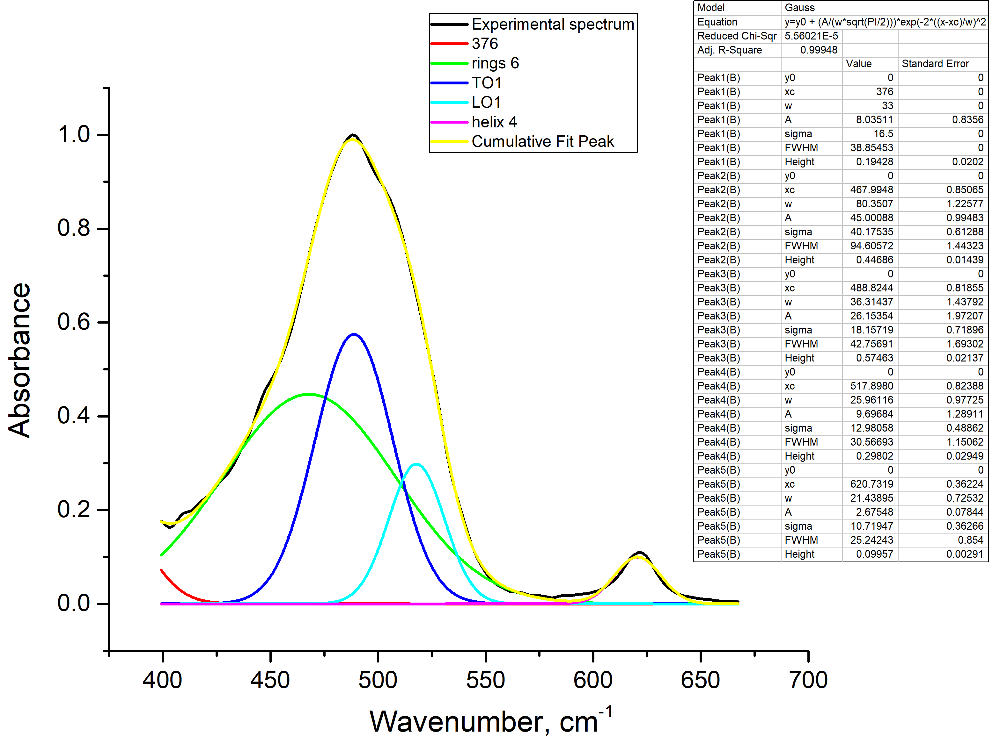 Model Gauss
Equation y=y0 + (A/(w*sqrt(PI/2)))*exp(-2*((x-xc)/w)^2
Reduced Chi-Sqr 5.56021E-5
Adj. R-Square 0.99948
Value Standard Error
Peak1(B) y0 0 0
Peak1(B) xc 376 0
Peak1(B) w 33 0
Peak1(B) A 8.03511 0.8356
Peak1(B) sigma 16.5 0
Peak1(B) FWHM 38.85453 0
Peak1(B) Height 0.19428 0.0202
Peak2(B) y0 0 0
Peak2(B) xc 467.9948 0.85065
Peak2(B) w 80.3507 1.22577
Peak2(B) A 45.00088 0.99483
Peak2(B) sigma 40.17535 0.61288
Peak2(B) FWHM 94.60572 1.44323
Peak2(B) Height 0.44686 0.01439
Peak3(B) y0 0 0
Peak3(B) xc 488.8244 0.81855
Peak3(B) w 36.31437 1.43792
Peak3(B) A 26.15354 1.97207
Peak3(B) sigma 18.15719 0.71896
Peak3(B) FWHM 42.75691 1.69302
Peak3(B) Height 0.57463 0.02137
Peak4(B) y0 0 0
Peak4(B) xc 517.8980 0.82388
Peak4(B) w 25.96116 0.97725
Peak4(B) A 9.69684 1.28911
Peak4(B) sigma 12.98058 0.48862
Peak4(B) FWHM 30.56693 1.15062
Peak4(B) Height 0.29802 0.02949
Peak5(B) y0 0 0
Peak5(B) xc 620.7319 0.36224
Peak5(B) w 21.43895 0.72532
Peak5(B) A 2.67548 0.07844
Peak5(B) sigma 10.71947 0.36266
Peak5(B) FWHM 25.24243 0.854
Peak5(B) Height 0.09957 0.00291
Experimental spectrum
376
rings 6
TO1
LO1
helix 4
Cumulative Fit Peak
Absorbance
1.0
0.8
0.6
0.4
0.2
0.0
400 450 500 550 600 650 700
Wavenumber, cm-1